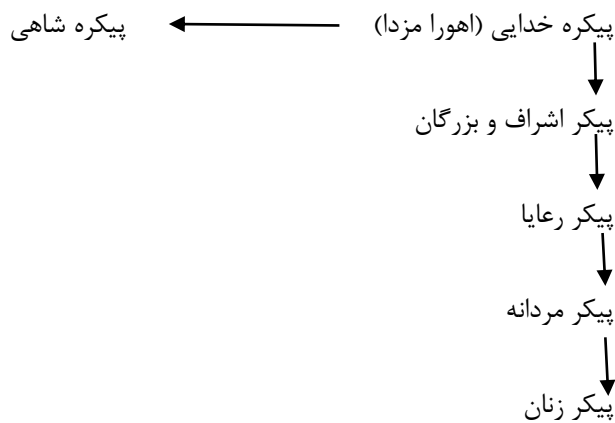 پیکره خدایی (اهورا مزدا) پیکره شاهی
پیکر اشراف و بزرگان
پیکر رعایا
پیکر مردانه
پیکر زنان